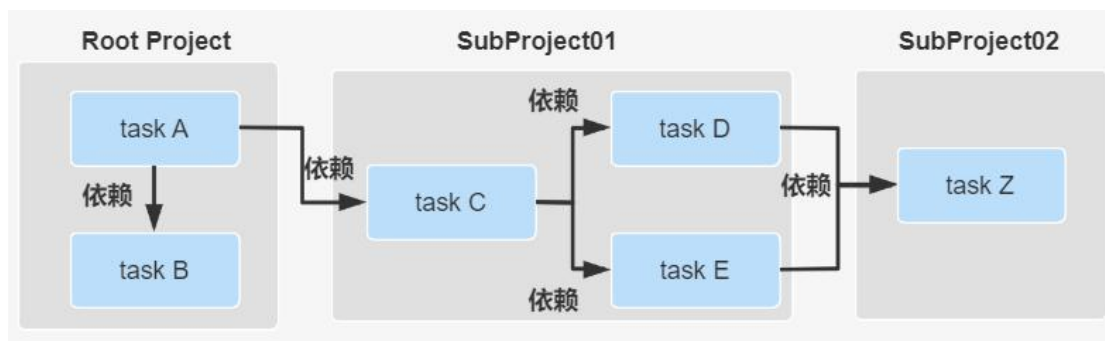 Root Project
SubProject01
SubProject02
task A
依赖
task B
依赖
task C
依赖
task D
依赖
task E
依赖
task Z